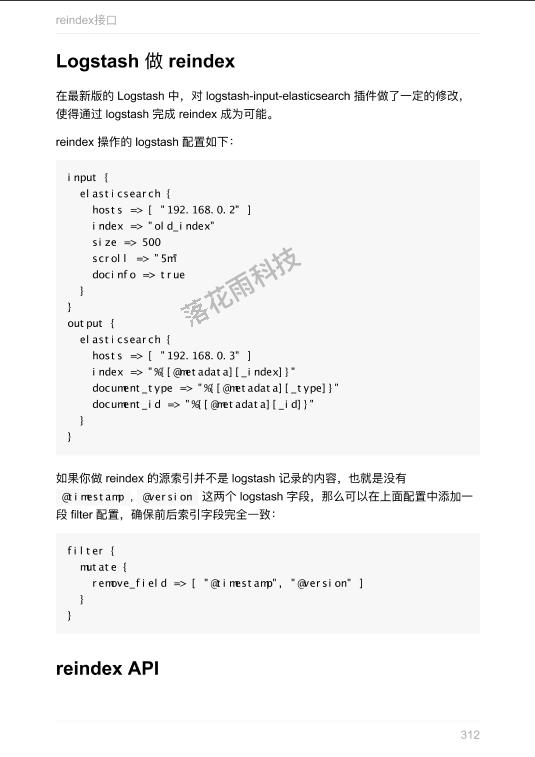 reindex接口
Logstash 做 reindex
在最新版的 Logstash 中，对 logstash-input-elasticsearch 插件做了一定的修改，
使得通过 logstash 完成 reindex 成为可能。
reindex 操作的 logstash 配置如下：
input {
  elasticsearch {
    hosts => [ "192.168.0.2" ]
    index => "old_index"
    size => 500
    scroll => "5m"
    docinfo => true
  }
}
output {
  elasticsearch {
    hosts => [ "192.168.0.3" ]
    index => "%{[@metadata][_index]}"
    document_type => "%{[@metadata][_type]}"
    document_id => "%{[@metadata][_id]}"
  }
}
落花雨科技
如果你做 reindex 的源索引并不是 logstash 记录的内容，也就是没有
@timestamp , @version 这两个 logstash 字段，那么可以在上面配置中添加一
段 filter 配置，确保前后索引字段完全一致：
filter {
  mutate {
    remove_field => [ "@timestamp", "@version" ]
  }
}
reindex API
312